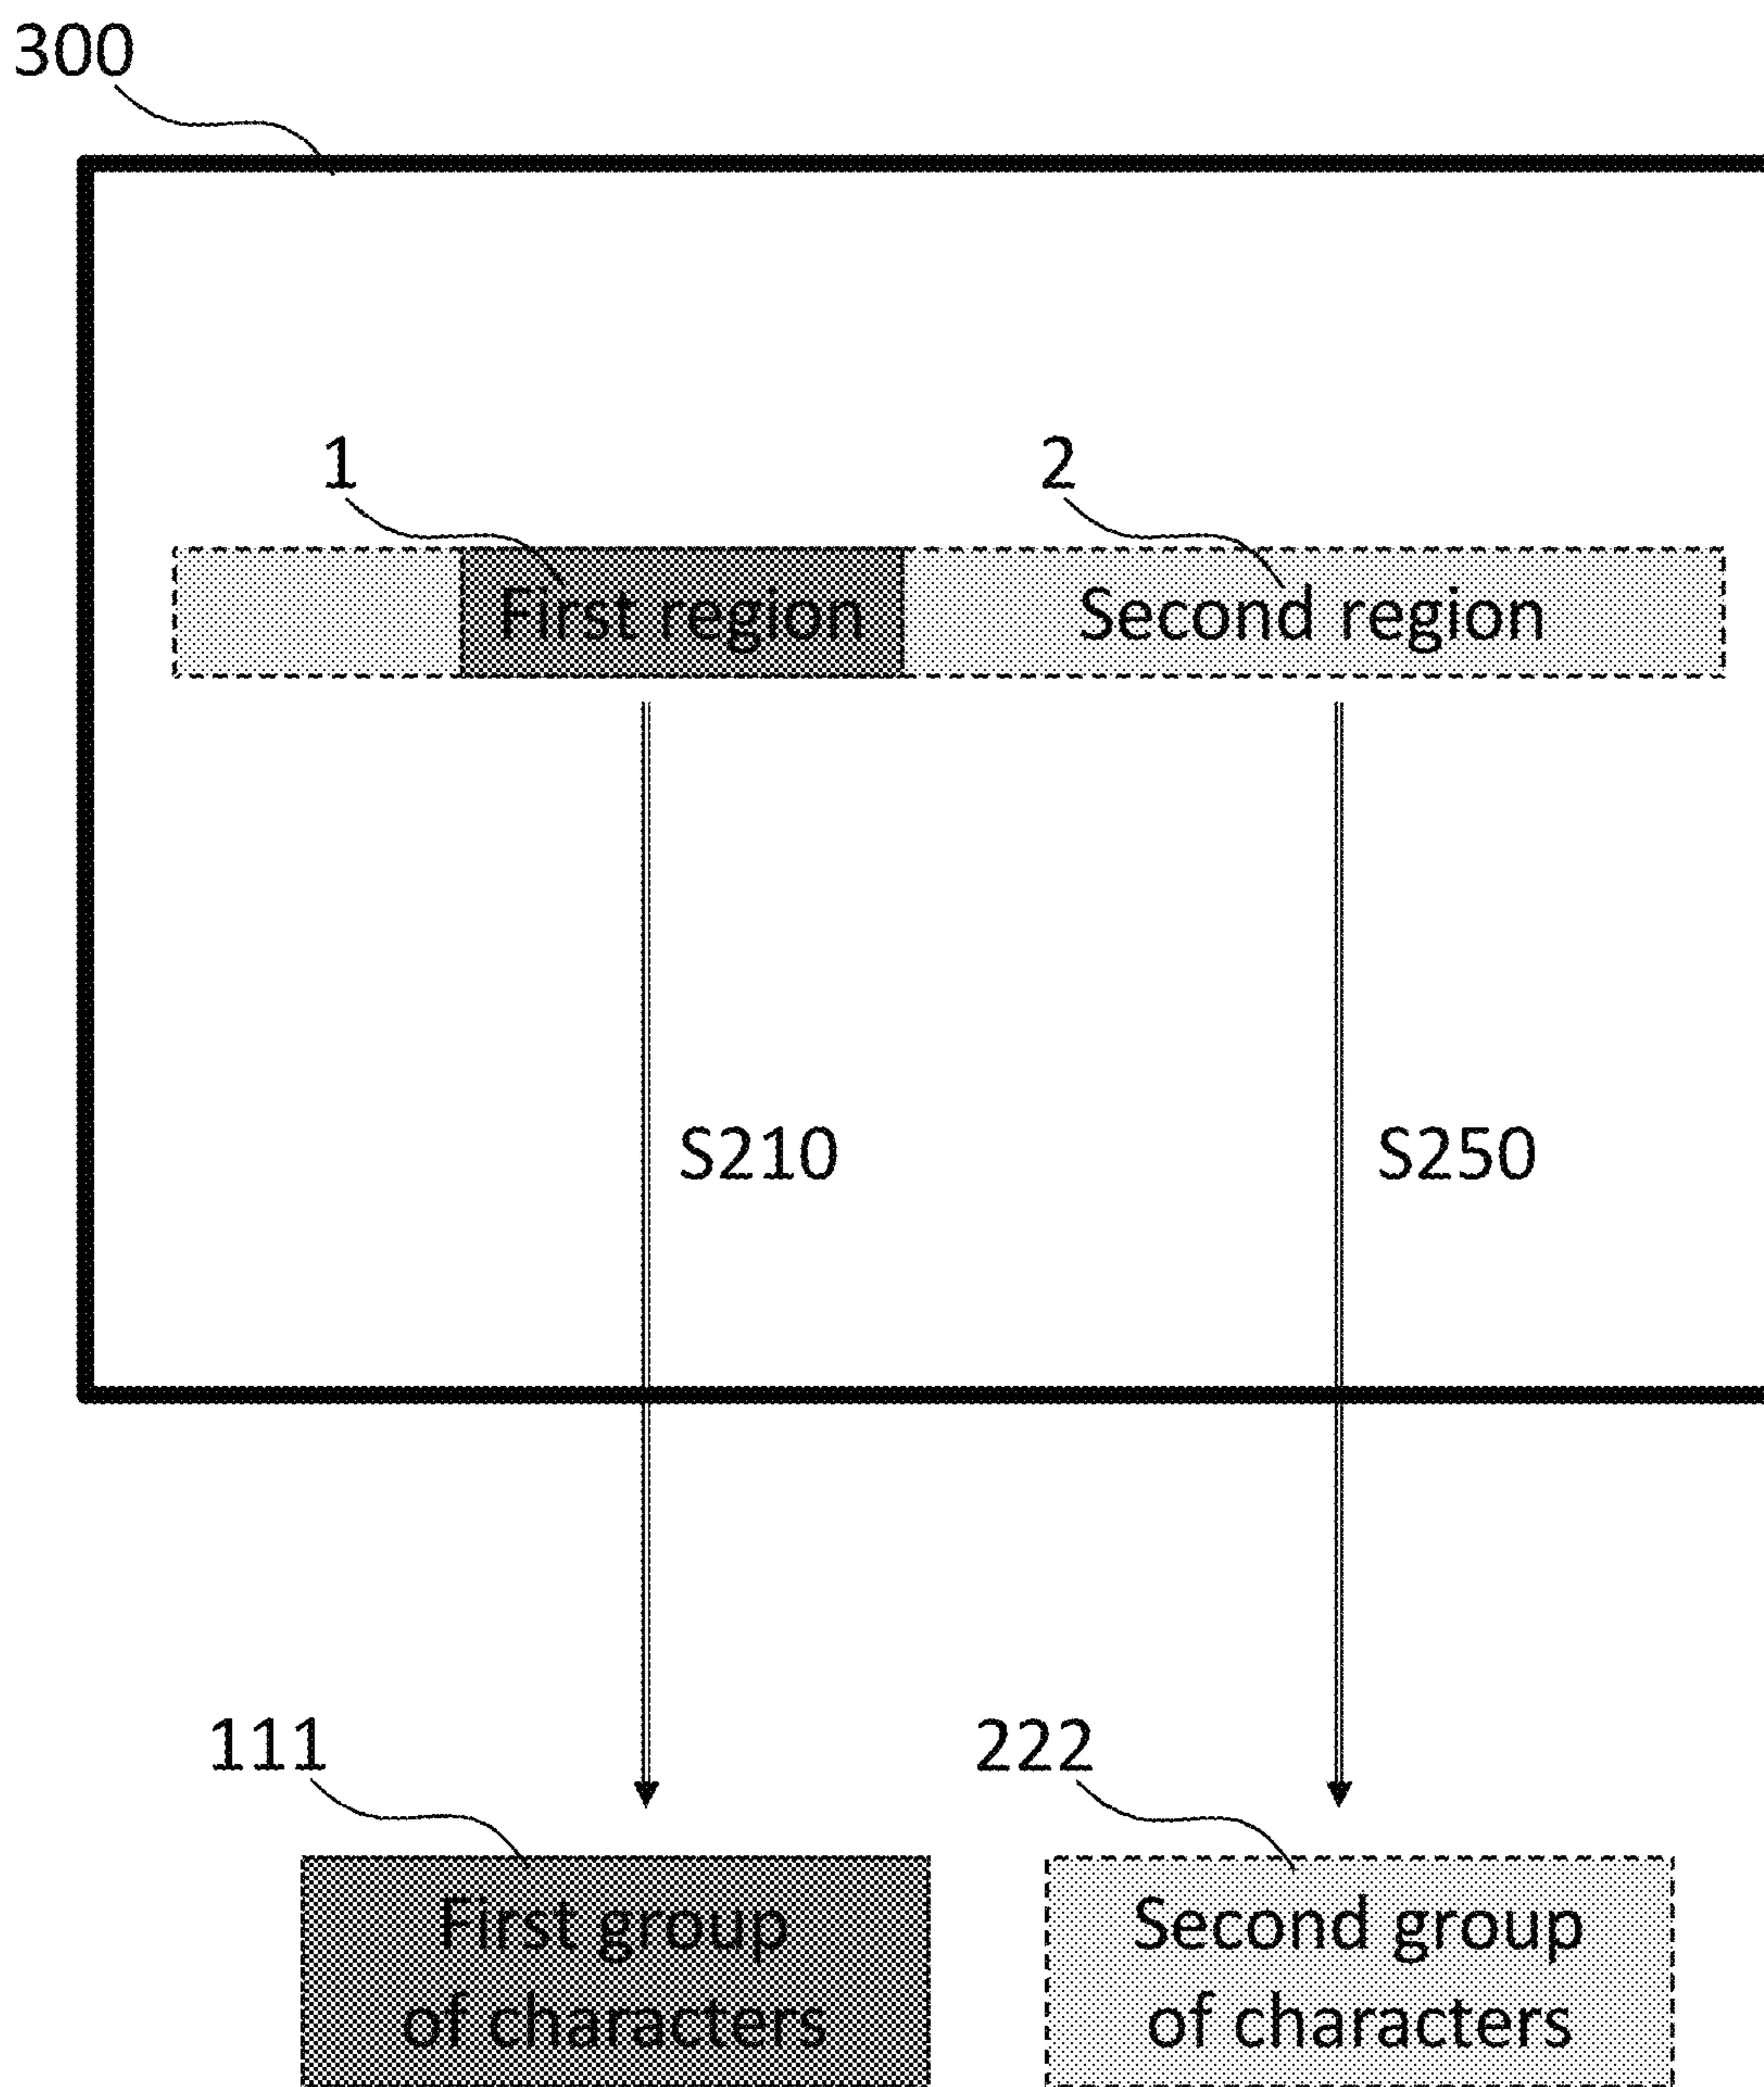 300
1
2
First region
Second region
S210
S250
111
222
First group
of characters
Second group
of characters